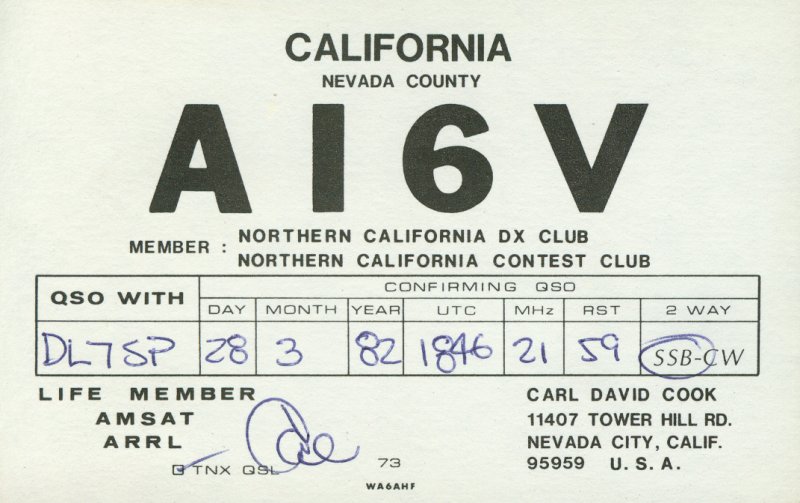 CALIFORNIA
NEVADA COUNTY
AI6V
MEMBER : NORTHERN CALIFORNIA DX CLUB
NORTHERN CALIFORNIA CONTEST CLUB
QSO WITH
CONFIRMING QSO
DAY MONTH YEAR UTC MHz RST 2 WAY
DL7SP 28 3 82 1846 21 59 SSB-CW
LIFE MEMBER
AMSAT
ARRL
TNX QSL
73
WA6AHF
CARL DAVID COOK
11407 TOWER HILL RD.
NEVADA CITY, CALIF.
95959 U. S. A.